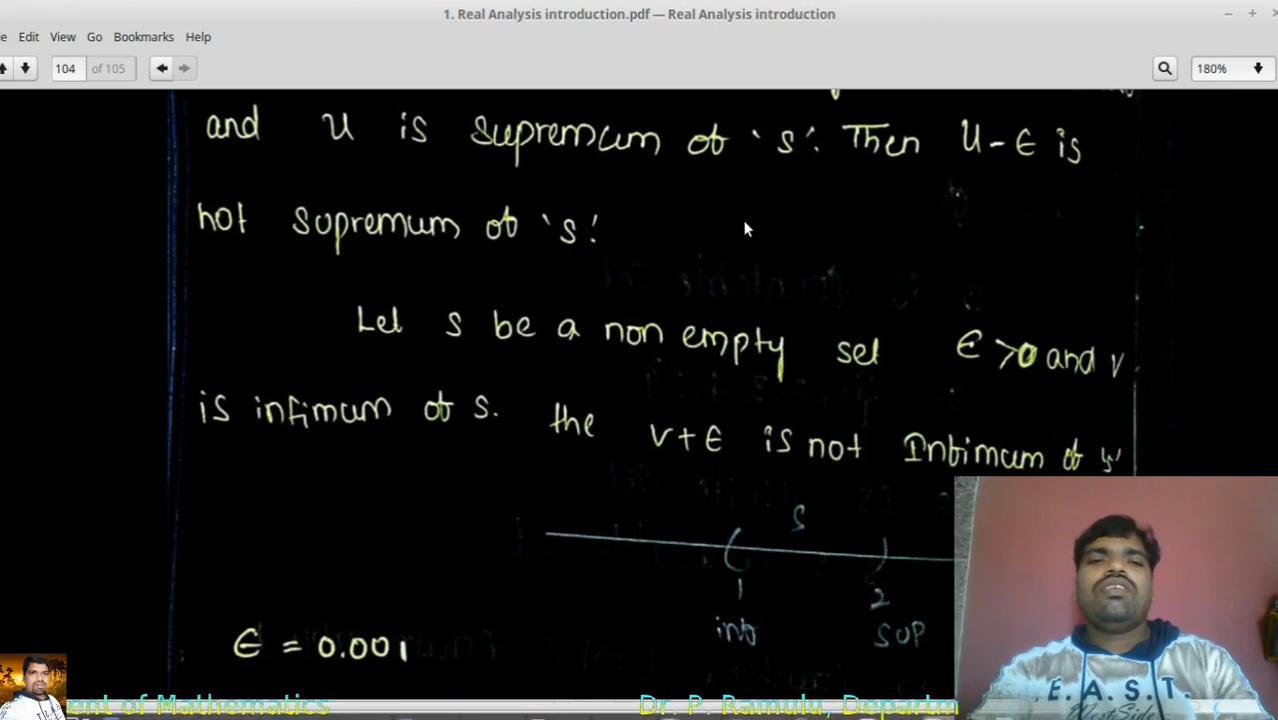 1. Real Analysis introduction.pdf — Real Analysis introduction
Edit View Go Bookmarks Help
104 of 105 180%
and u is supremum of 's'. Then u-ϵ is
not supremum of 's'
Let s be a non empty set ϵ>0 and v
is infimum of s. the v+ϵ is not Infimum of 's'
S
1 2
inf SUP
ϵ = 0.001
E. A. S. T.
WestSide
ent of Mathematics Dr. P. Ramulu, Departm